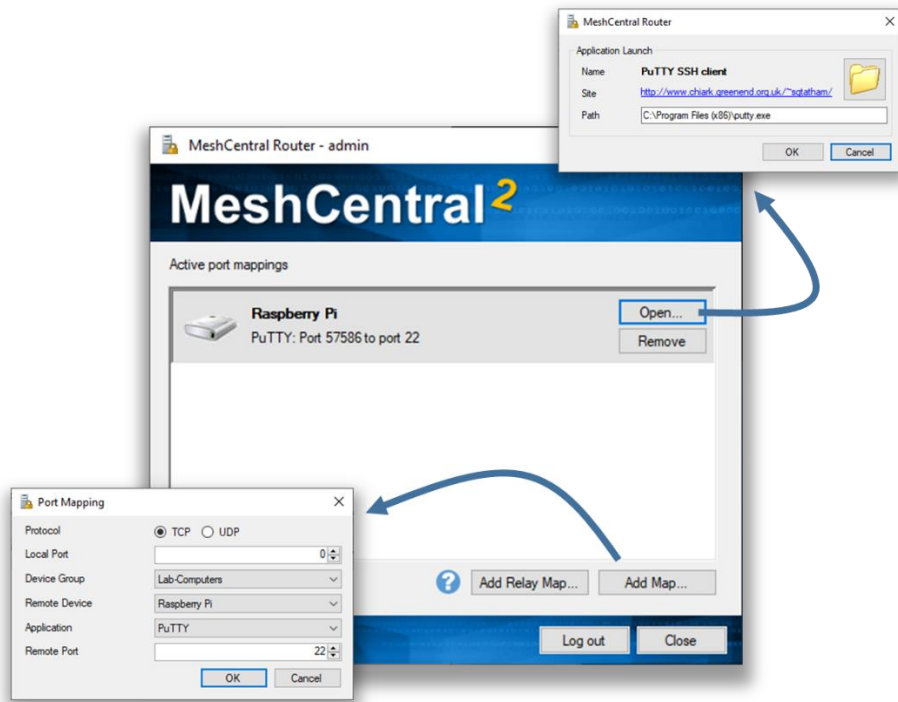 MeshCentral Router
Application Launch
Name PuTTY SSH client
Site http://www.chiark.greenend.org.uk/~sgtatham/
Path C:\Program Files (x86)\putty.exe
OK Cancel
MeshCentral Router - admin
MeshCentral 2
Active port mappings
Raspberry Pi
PuTTY: Port 57586 to port 22
Open...
Remove
Add Relay Map... Add Map...
Log out Close
Port Mapping
Protocol TCP UDP
Local Port 0
Device Group Lab-Computers
Remote Device Raspberry Pi
Application PuTTY
Remote Port 22
OK Cancel